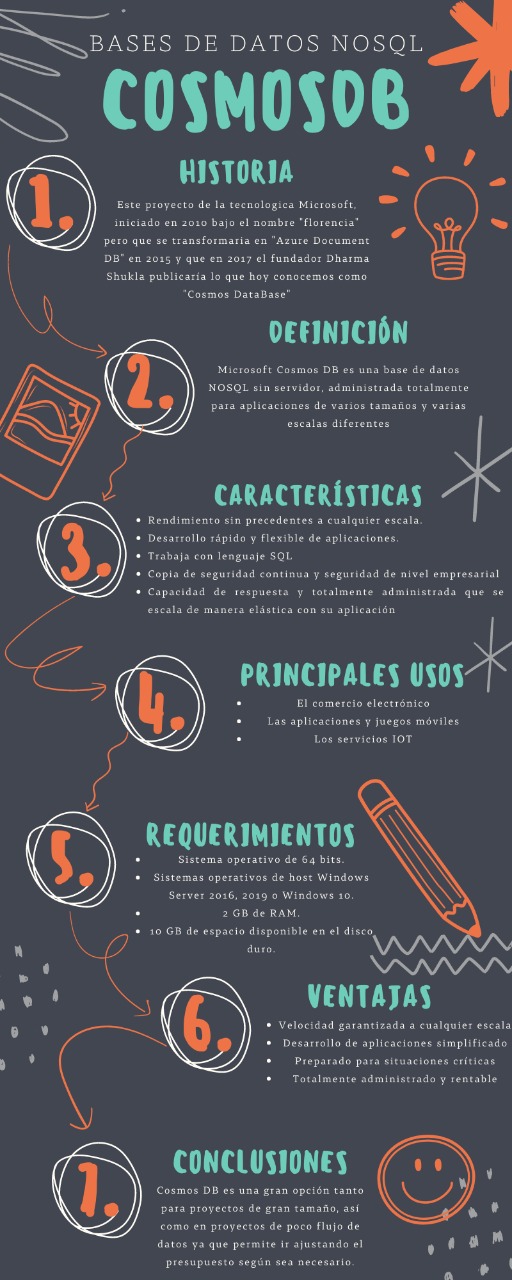 BASES DE DATOS NOSQL
COSMOSDB
HISTORIA
1.
Este proyecto de la tecnologica Microsoft,
iniciado en 2010 bajo el nombre "florencia"
pero que se transformaria en "Azure Document
DB" en 2015 y que en 2017 el fundador Dharma
Shukla publicaría lo que hoy conocemos como
"Cosmos DataBase"
DEFINICIÓN
2.
Microsoft Cosmos DB es una base de datos
NOSQL sin servidor, administrada totalmente
para aplicaciones de varios tamaños y varias
escalas diferentes
CARACTERÍSTICAS
3.
• Rendimiento sin precedentes a cualquier escala.
• Desarrollo rápido y flexible de aplicaciones.
• Trabaja con lenguaje SQL
• Copia de seguridad continua y seguridad de nivel empresarial
• Capacidad de respuesta y totalmente administrada que se
escala de manera elástica con su aplicación
PRINCIPALES USOS
4.
• El comercio electrónico
• Las aplicaciones y juegos móviles
• Los servicios IOT
REQUERIMIENTOS
5.
• Sistema operativo de 64 bits.
• Sistemas operativos de host Windows
Server 2016, 2019 o Windows 10.
• 2 GB de RAM.
• 10 GB de espacio disponible en el disco
duro.
VENTAJAS
6.
• Velocidad garantizada a cualquier escala
• Desarrollo de aplicaciones simplificado
• Preparado para situaciones críticas
• Totalmente administrado y rentable
CONCLUSIONES
1.
Cosmos DB es una gran opción tanto
para proyectos de gran tamaño, así
como en proyectos de poco flujo de
datos ya que permite ir ajustando el
presupuesto según sea necesario.